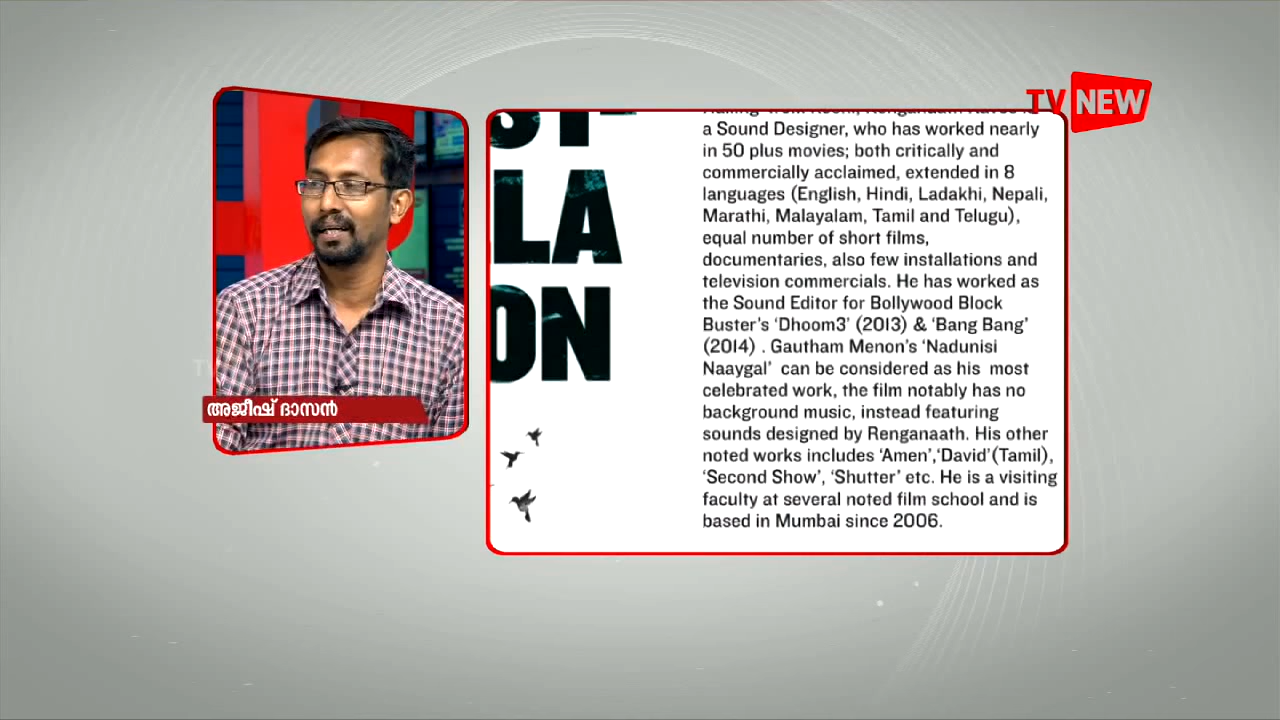 TV NEW
അജീഷ് ദാസൻ
LA
ON
a Sound Designer, who has worked nearly
in 50 plus movies; both critically and
commercially acclaimed, extended in 8
languages (English, Hindi, Ladakhi, Nepali,
Marathi, Malayalam, Tamil and Telugu),
equal number of short films,
documentaries, also few installations and
television commercials. He has worked as
the Sound Editor for Bollywood Block
Buster's 'Dhoom3' (2013) & 'Bang Bang'
(2014) . Gautham Menon's 'Nadunisi
Naaygal' can be considered as his most
celebrated work, the film notably has no
background music, instead featuring
sounds designed by Renganaath. His other
noted works includes 'Amen','David'(Tamil),
'Second Show', 'Shutter' etc. He is a visiting
faculty at several noted film school and is
based in Mumbai since 2006.